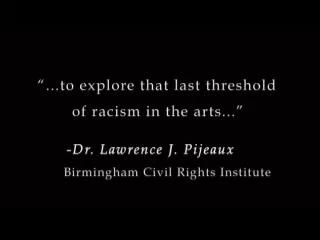 “...to explore that last threshold
of racism in the arts...”
-Dr. Lawrence J. Pijeaux
Birmingham Civil Rights Institute